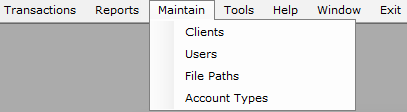 Transactions Reports Maintain Tools Help Window Exit
Clients
Users
File Paths
Account Types